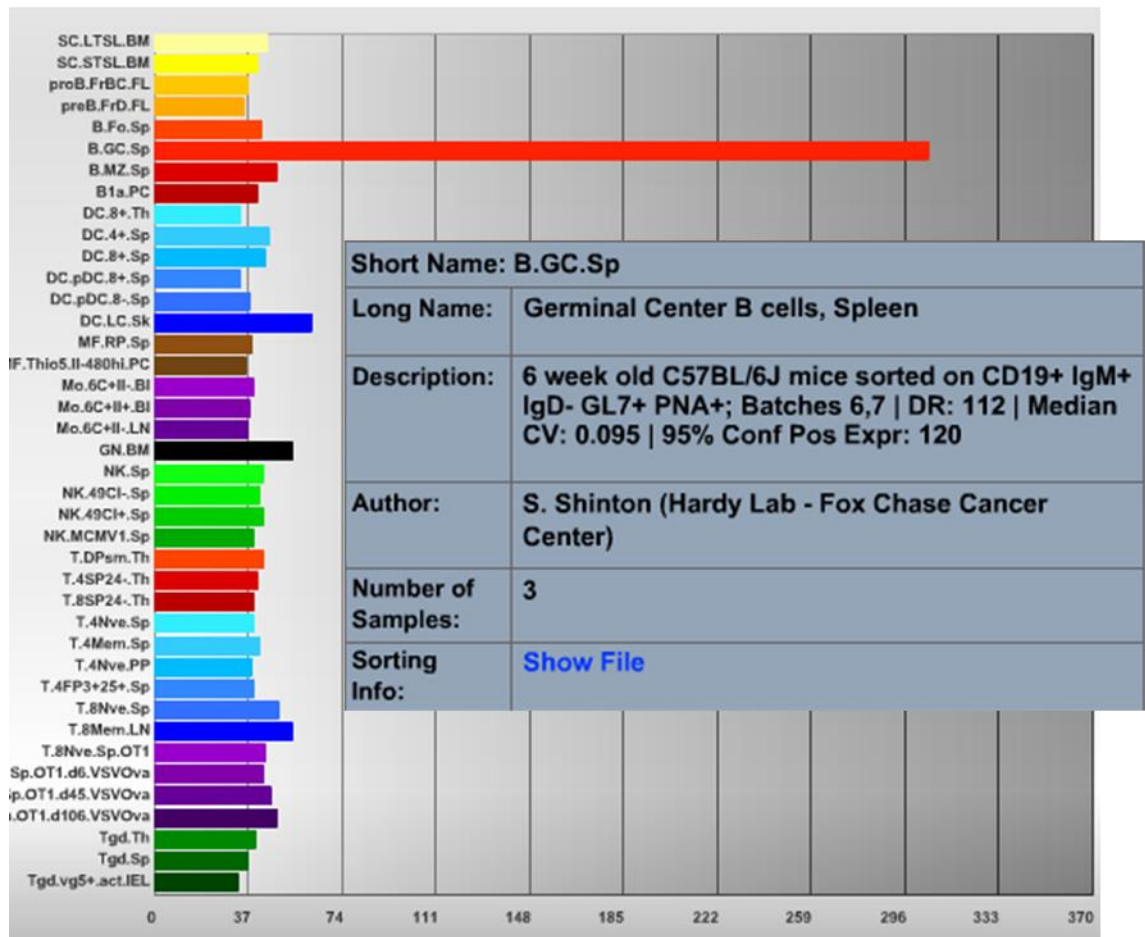 SC.LTSL.BM
SC.STSL.BM
proB.FrBC.FL
preB.FrD.FL
B.Fo.Sp
B.GC.Sp
B.MZ.Sp
B1a.PC
DC.8+.Th
DC.4+.Sp
DC.8+.Sp
DC.pDC.8+.Sp
DC.pDC.8-.Sp
DC.LC.Sk
MF.RP.Sp
IF.Thio5.II-480hi.PC
Mo.6C+II-.Bl
Mo.6C+II+.Bl
Mo.6C+II-.LN
GN.BM
NK.Sp
NK.49CI-.Sp
NK.49CI+.Sp
NK.MCMV1.Sp
T.DPsm.Th
T.4SP24-.Th
T.8SP24-.Th
T.4Nve.Sp
T.4Mem.Sp
T.4Nve.PP
T.4FP3+25+.Sp
T.8Nve.Sp
T.8Mem.LN
T.8Nve.Sp.OT1
Sp.OT1.d6.VSVOva
p.OT1.d45.VSVOva
.OT1.d106.VSVOva
Tgd.Th
Tgd.Sp
Tgd.vg5+.act.IEL
0 37 74 111 148 185 222 259 296 333 370
Short Name: B.GC.Sp
Long Name: Germinal Center B cells, Spleen
Description: 6 week old C57BL/6J mice sorted on CD19+ IgM+
IgD- GL7+ PNA+; Batches 6,7 | DR: 112 | Median
CV: 0.095 | 95% Conf Pos Expr: 120
Author: S. Shinton (Hardy Lab - Fox Chase Cancer
Center)
Number of 3
Samples:
Sorting Show File
Info: